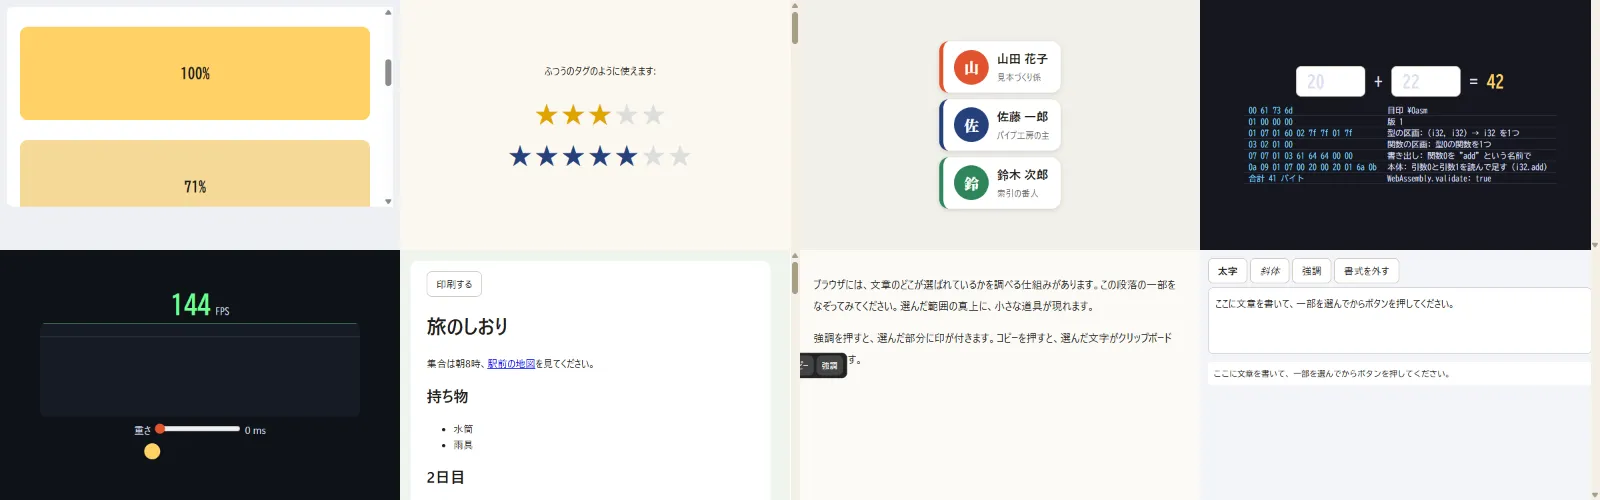 100%
71%
ふつうのタグのように使えます:
山
山田 花子
見本づくり係
佐
佐藤 一郎
パイプ工房の主
鈴
鈴木 次郎
索引の番人
20 + 22 = 42
00 61 73 6d 目印 ¥0asm
01 00 00 00 版 1
01 07 01 60 02 7f 7f 01 7f 型の区画: (i32, i32) → i32 を1つ
03 02 01 00 関数の区画: 型0の関数を1つ
07 07 01 03 61 64 64 00 00 書き出し: 関数0を "add" という名前で
0a 09 01 07 00 20 00 20 01 6a 0b 本体: 引数0と引数1を読んで足す (i32.add)
合計 41 バイト WebAssembly.validate: true
144 FPS
重さ 0 ms
印刷する
旅のしおり
集合は朝8時、駅前の地図を見てください。
持ち物
水筒
雨具
2日目
ブラウザには、文章のどこが選ばれているかを調べる仕組みがあります。この段落の一部を
なぞってみてください。選んだ範囲の真上に、小さな道具が現れます。
強調を押すと、選んだ部分に印が付きます。コピーを押すと、選んだ文字がクリップボード
ピー 強調 す。
太字 斜体 強調 書式を外す
ここに文章を書いて、一部を選んでからボタンを押してください。
ここに文章を書いて、一部を選んでからボタンを押してください。